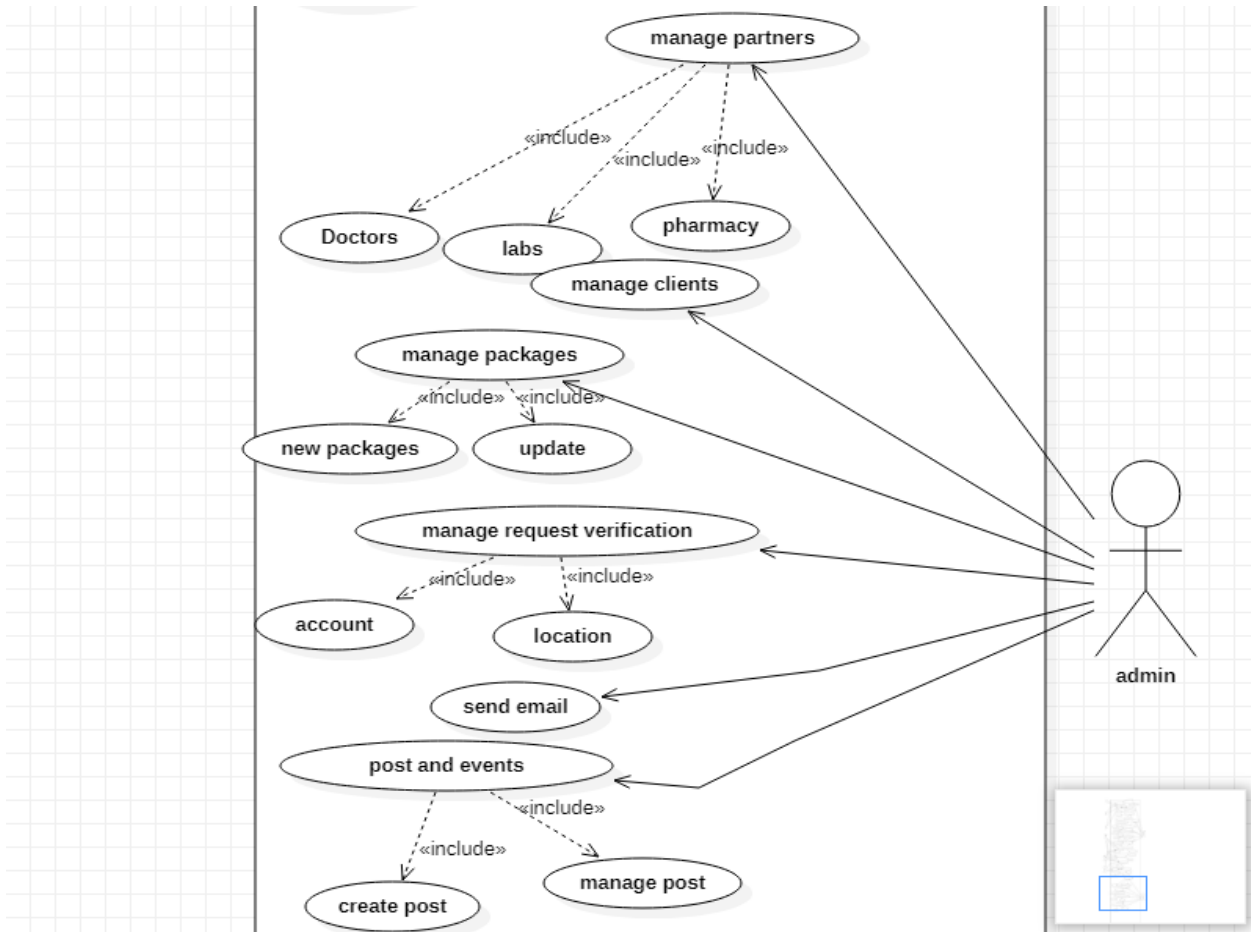 manage partners
«include»
«include»
«include»
Doctors
labs
pharmacy
manage clients
manage packages
«include»
«include»
new packages
update
manage request verification
«include»
«include»
account
location
admin
send email
post and events
«include»
«include»
manage post
create post